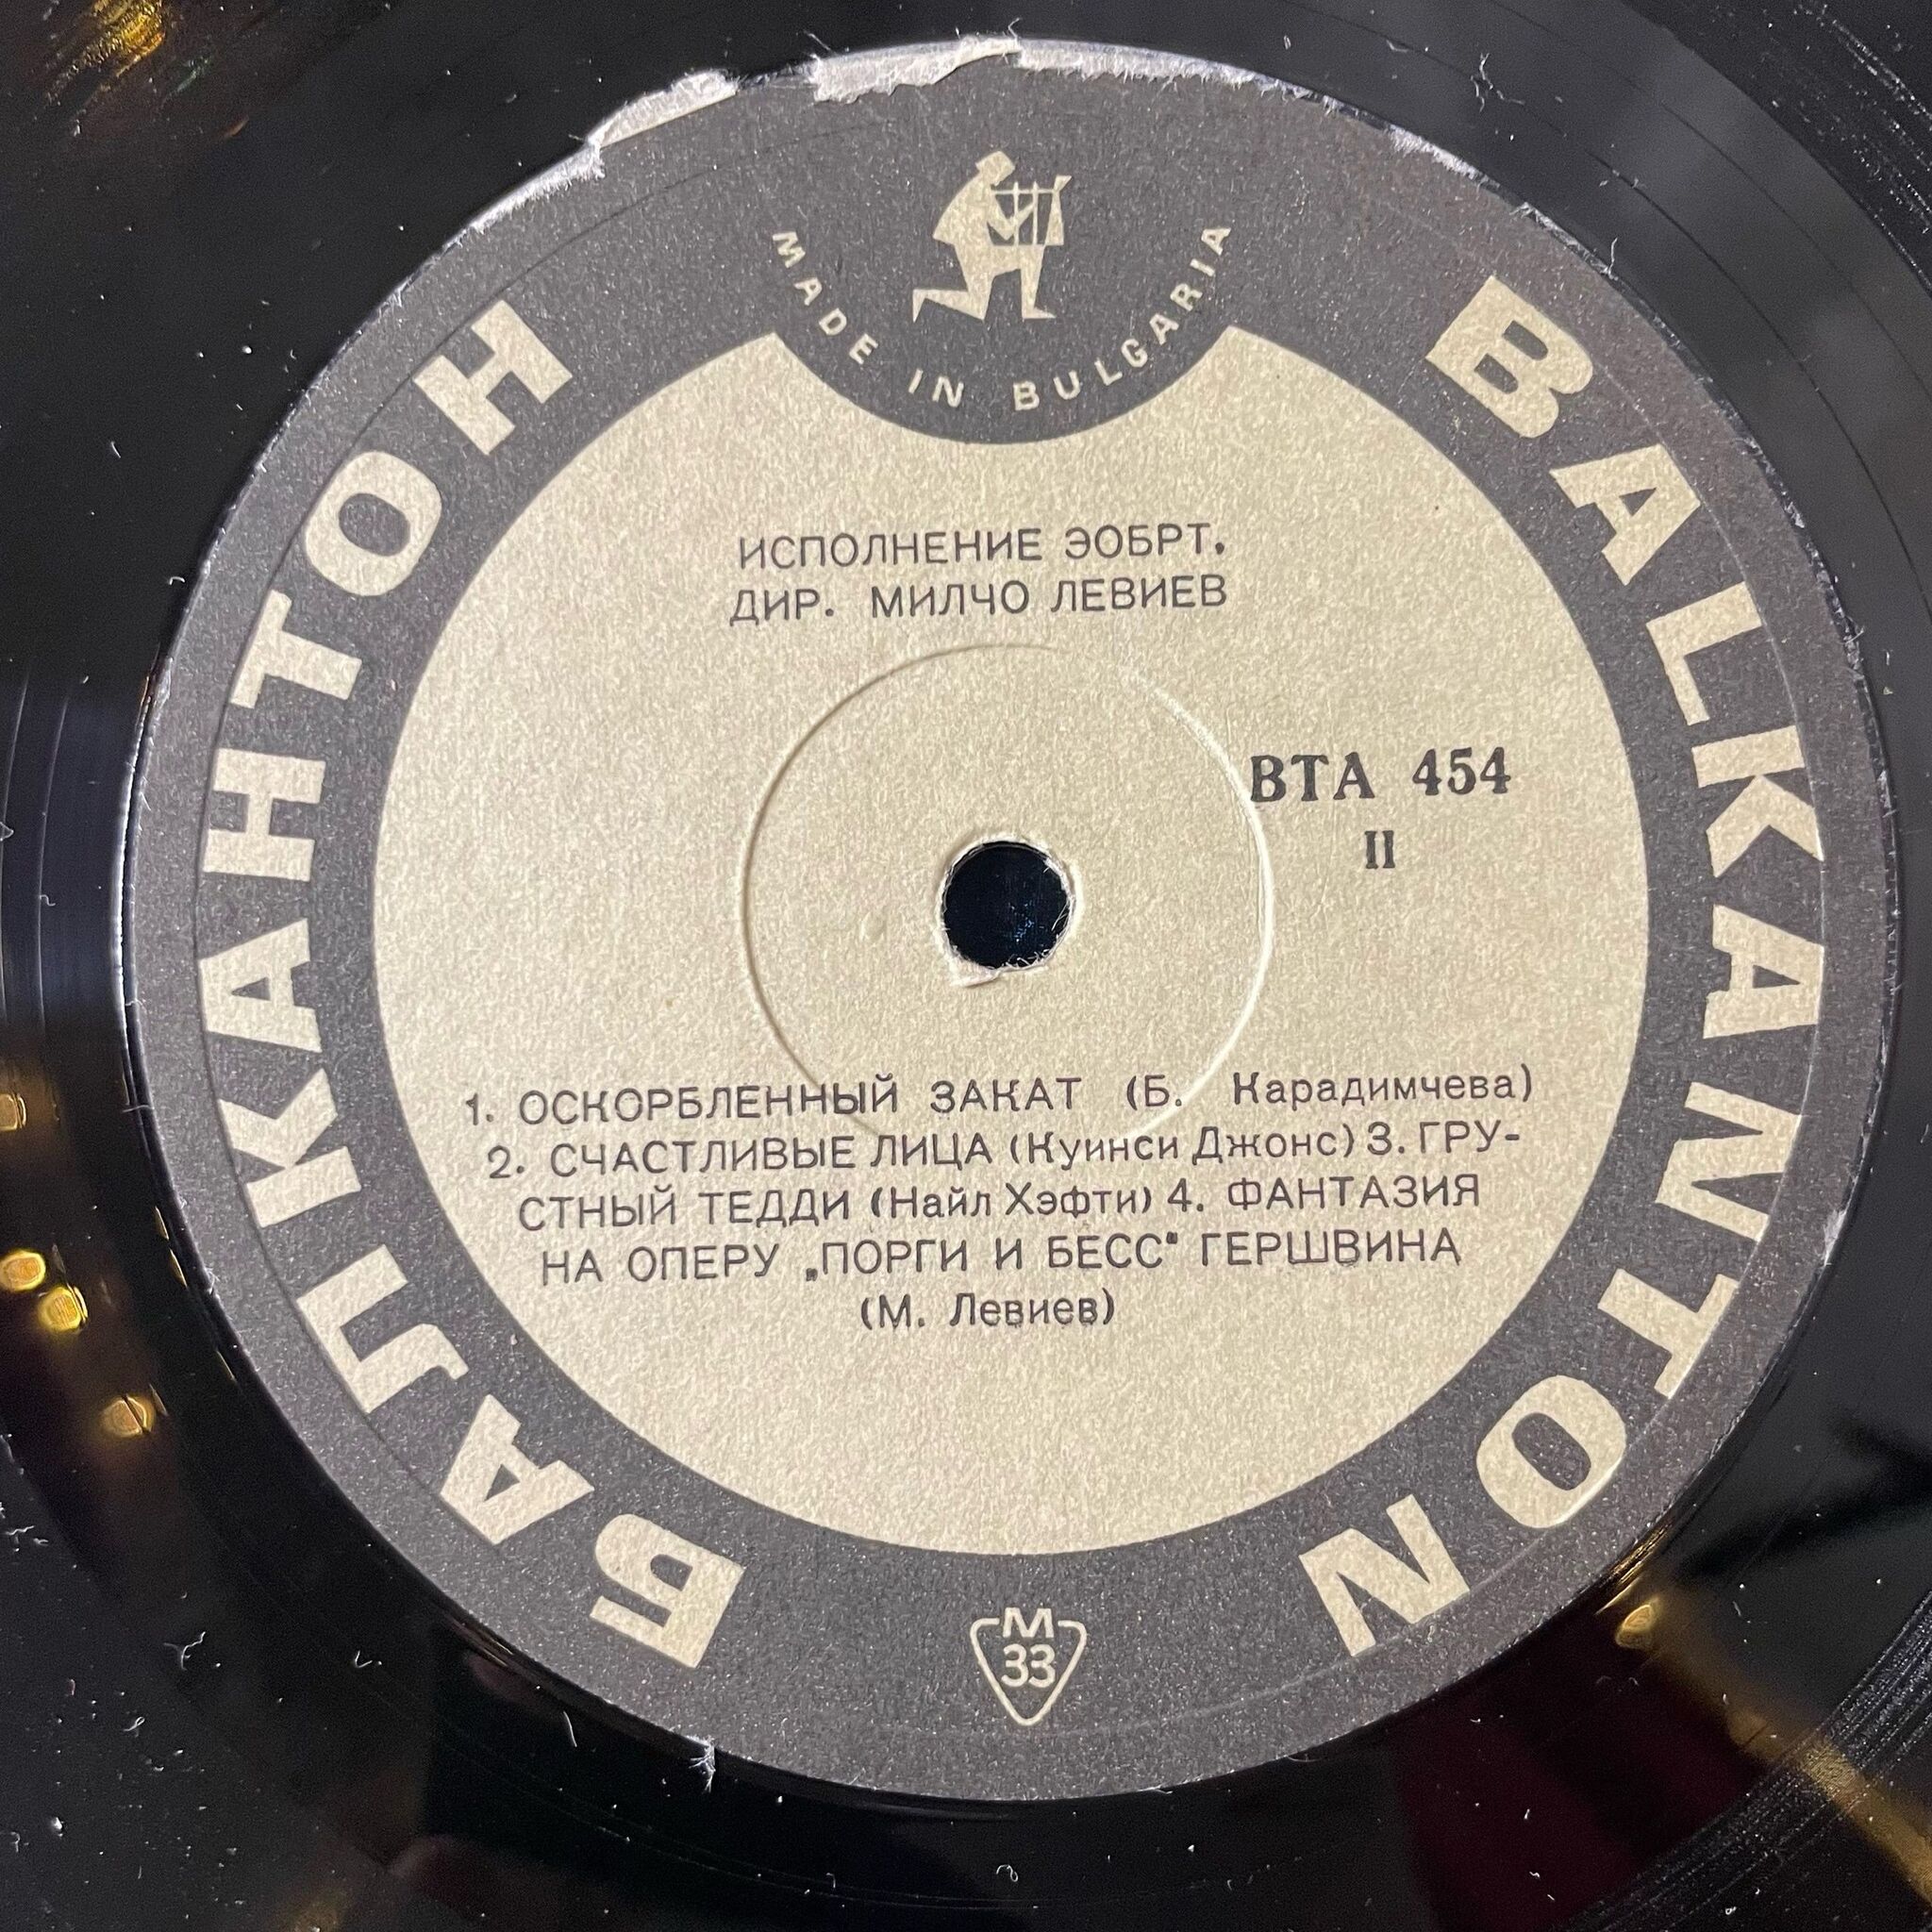 MADE IN BULGARIA
БАЛКАНТОН
BALKANTON
ИСПОЛНЕНИЕ ЭОБРТ.
ДИР. МИЛЧО ЛЕВИЕВ
ВТА 454
II
1. ОСКОРБЛЕННЫЙ ЗАКАТ (Б. Карадимчева)
2. СЧАСТЛИВЫЕ ЛИЦА (Куинси Джонс) 3. ГРУ-
СТНЫЙ ТЕДДИ (Найл Хэфти) 4. ФАНТАЗИЯ
НА ОПЕРУ „ПОРГИ И БЕСС“ ГЕРШВИНА
(М. Левиев)
М
33